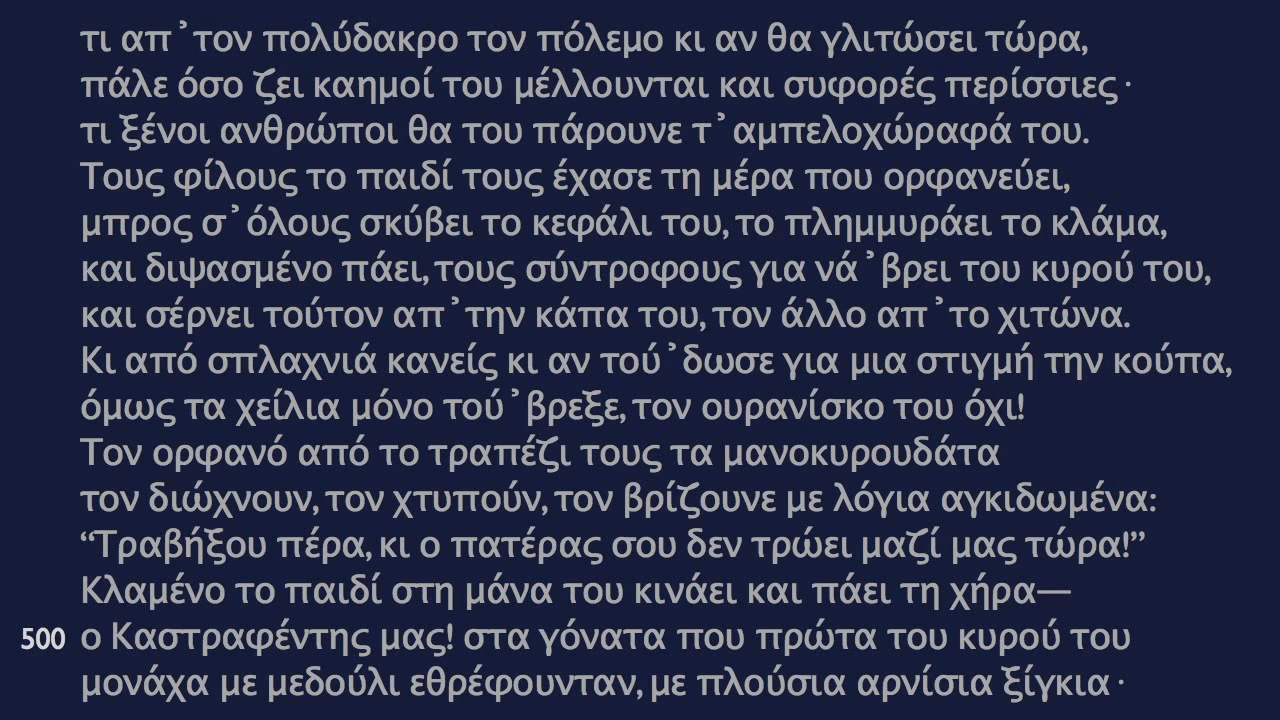 τι απ᾿ τον πολύδακρο τον πόλεμο κι αν θα γλιτώσει τώρα,
πάλε όσο ζει καημοί του μέλλουνται και συφορές περίσσιες·
τι ξένοι ανθρώποι θα του πάρουνε τ᾿ αμπελοχώραφά του.
Τους φίλους το παιδί τους έχασε τη μέρα που ορφανεύει,
μπρος σ᾿ όλους σκύβει το κεφάλι του, το πλημμυράει το κλάμα,
και διψασμένο πάει, τους σύντροφους για νά᾿βρει του κυρού του,
και σέρνει τούτον απ᾿ την κάπα του, τον άλλο απ᾿ το χιτώνα.
Κι από σπλαχνιά κανείς κι αν τού᾿δωσε για μια στιγμή την κούπα,
όμως τα χείλια μόνο τού᾿βρεξε, τον ουρανίσκο του όχι!
Τον ορφανό από το τραπέζι τους τα μανοκυρουδάτα
τον διώχνουν, τον χτυπούν, τον βρίζουνε με λόγια αγκιδωμένα:
“Τραβήξου πέρα, κι ο πατέρας σου δεν τρώει μαζί μας τώρα!”
Κλαμένο το παιδί στη μάνα του κινάει και πάει τη χήρα—
500 ο Καστραφέντης μας! στα γόνατα που πρώτα του κυρού του
μονάχα με μεδούλι εθρέφουνταν, με πλούσια αρνίσια ξίγκια·